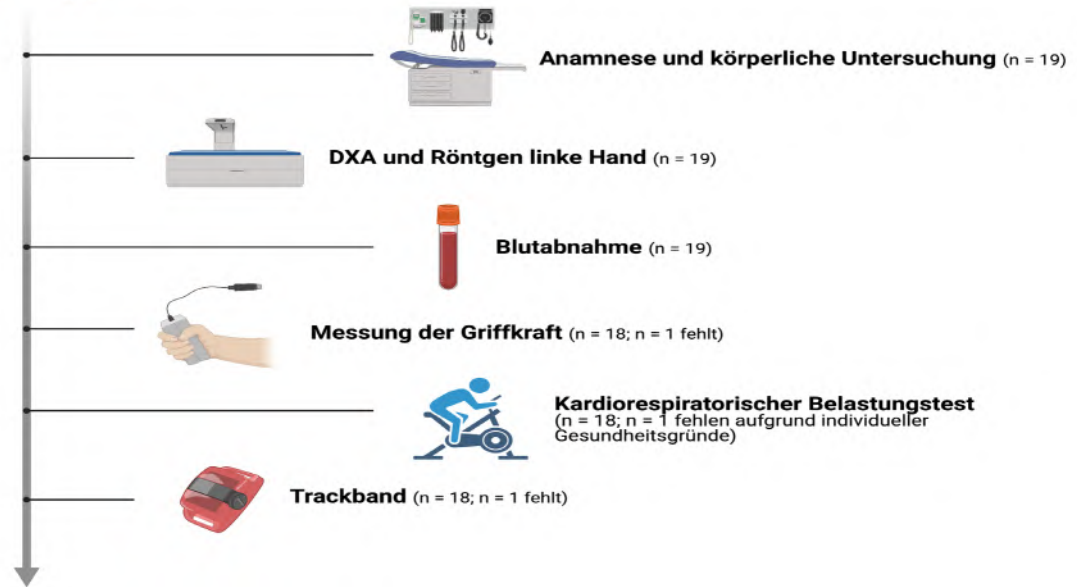 Anamnese und körperliche Untersuchung (n = 19)
DXA und Röntgen linke Hand (n = 19)
Blutabnahme (n = 19)
Messung der Griffkraft (n = 18; n = 1 fehlt)
Kardiorespiratorischer Belastungstest
(n = 18; n = 1 fehlen aufgrund individueller
Gesundheitsgründe)
Trackband (n = 18; n = 1 fehlt)